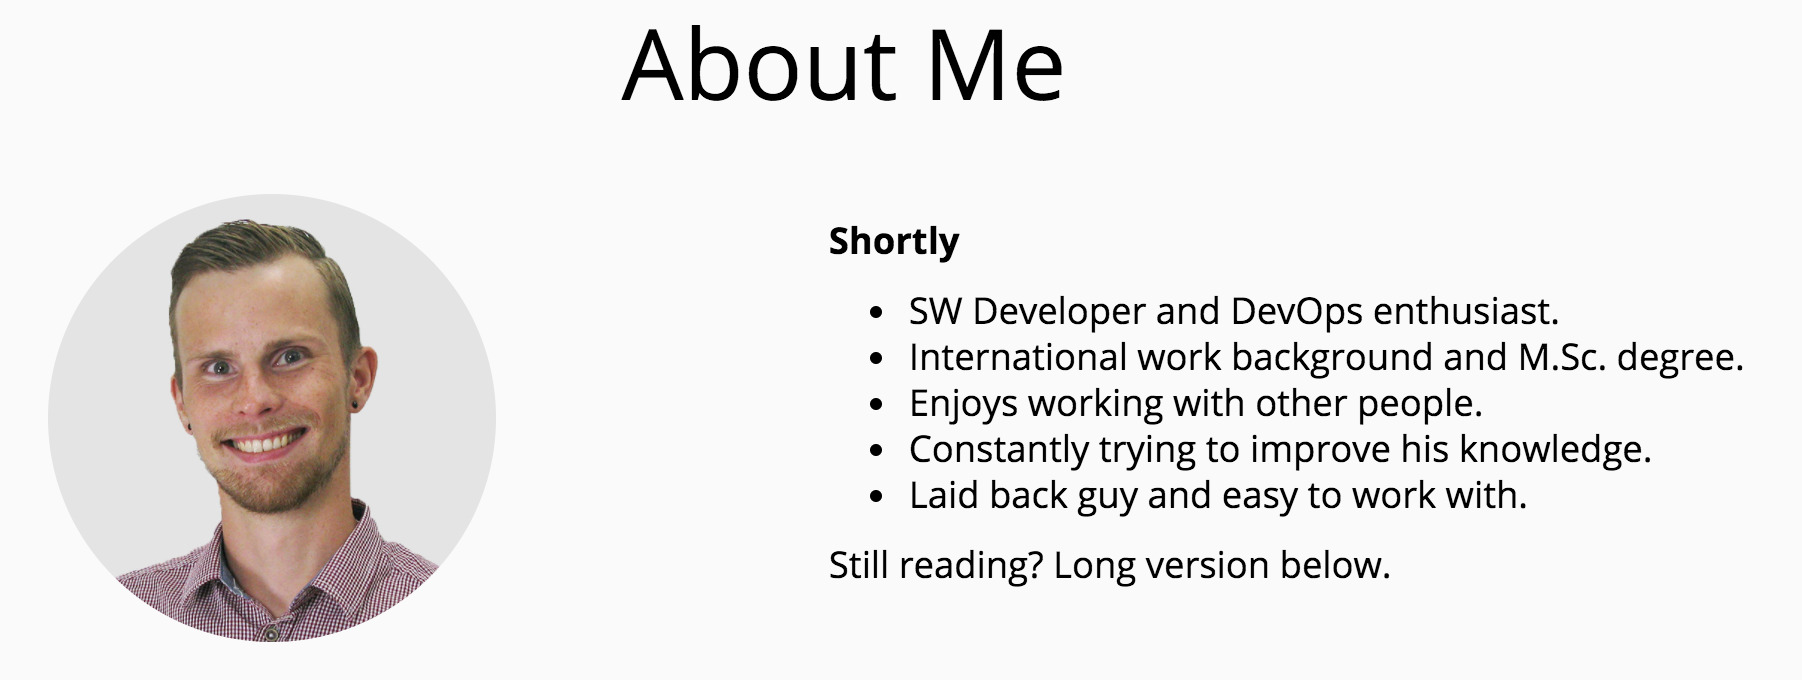 About Me
Shortly
SW Developer and DevOps enthusiast.
International work background and M.Sc. degree.
Enjoys working with other people.
Constantly trying to improve his knowledge.
Laid back guy and easy to work with.
Still reading? Long version below.